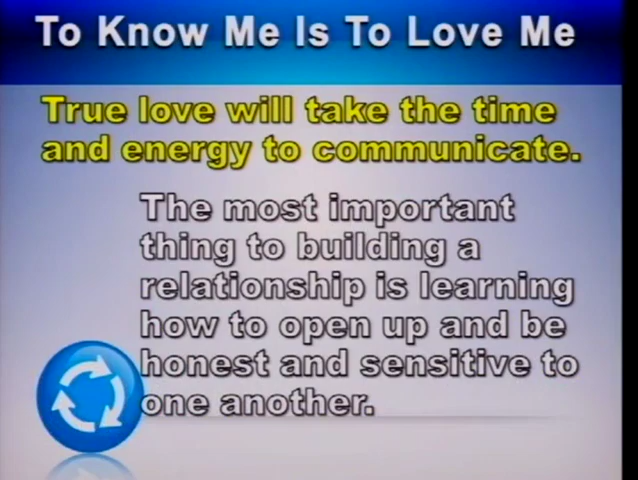 To Know Me Is To Love Me
True love will take the time
and energy to communicate.
The most important
thing to building a
relationship is learning
how to open up and be
honest and sensitive to
one another.